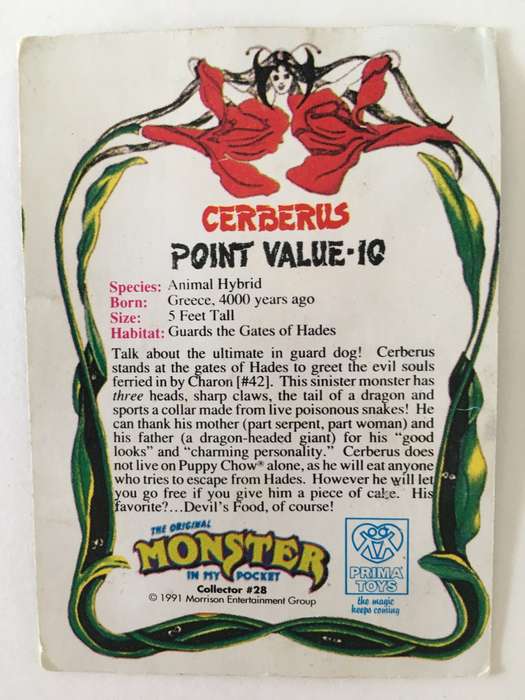 CERBERUS
POINT VALUE-10
Species: Animal Hybrid
Born: Greece, 4000 years ago
Size: 5 Feet Tall
Habitat: Guards the Gates of Hades
Talk about the ultimate in guard dog! Cerberus
stands at the gates of Hades to greet the evil souls
ferried in by Charon [#42]. This sinister monster has
three heads, sharp claws, the tail of a dragon and
sports a collar made from live poisonous snakes! He
can thank his mother (part serpent, part woman) and
his father (a dragon-headed giant) for his "good
looks" and "charming personality." Cerberus does
not live on Puppy Chow® alone, as he will eat anyone
who tries to escape from Hades. However he will let
you go free if you give him a piece of cake. His
favorite?...Devil's Food, of course!
THE ORIGINAL
MONSTER
IN MY POCKET
Collector #28
© 1991 Morrison Entertainment Group
PRIMA
TOYS
the magic
keeps coming